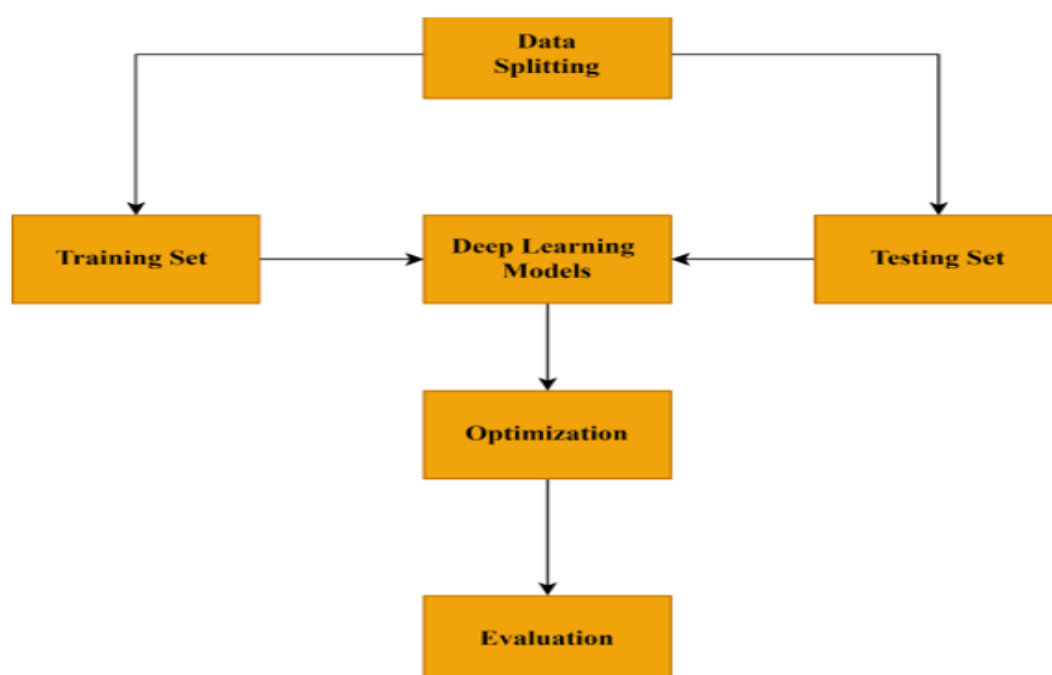 Data
Splitting
Training Set
Deep Learning
Models
Testing Set
Optimization
Evaluation